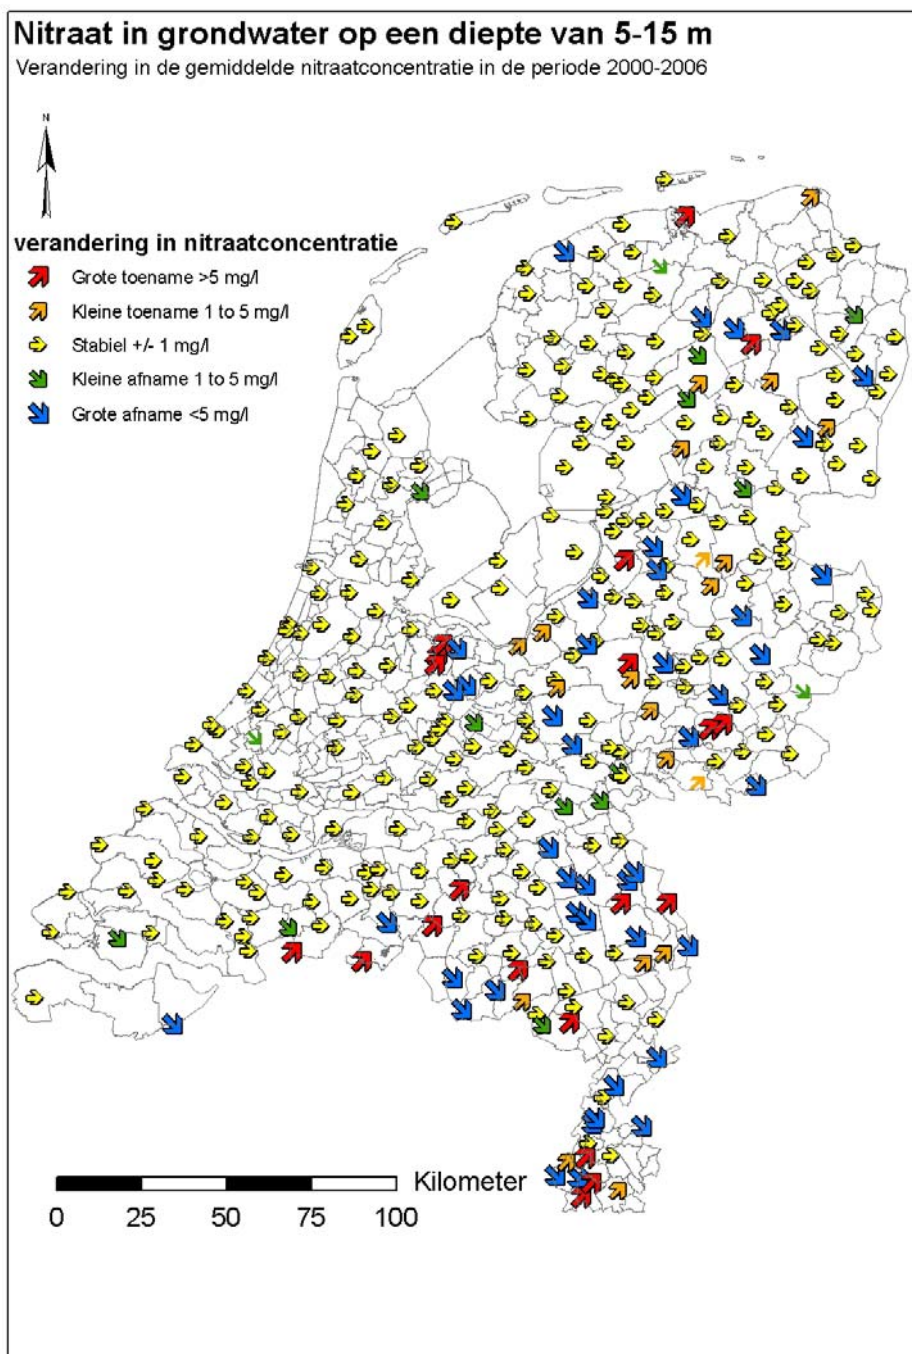 Nitraat in grondwater op een diepte van 5-15 m
Verandering in de gemiddelde nitraatconcentratie in de periode 2000-2006
N
verandering in nitraatconcentratie
Grote toename >5 mg/l
Kleine toename 1 to 5 mg/l
Stabiel +/- 1 mg/l
Kleine afname 1 to 5 mg/l
Grote afname <5 mg/l
Kilometer
0 25 50 75 100